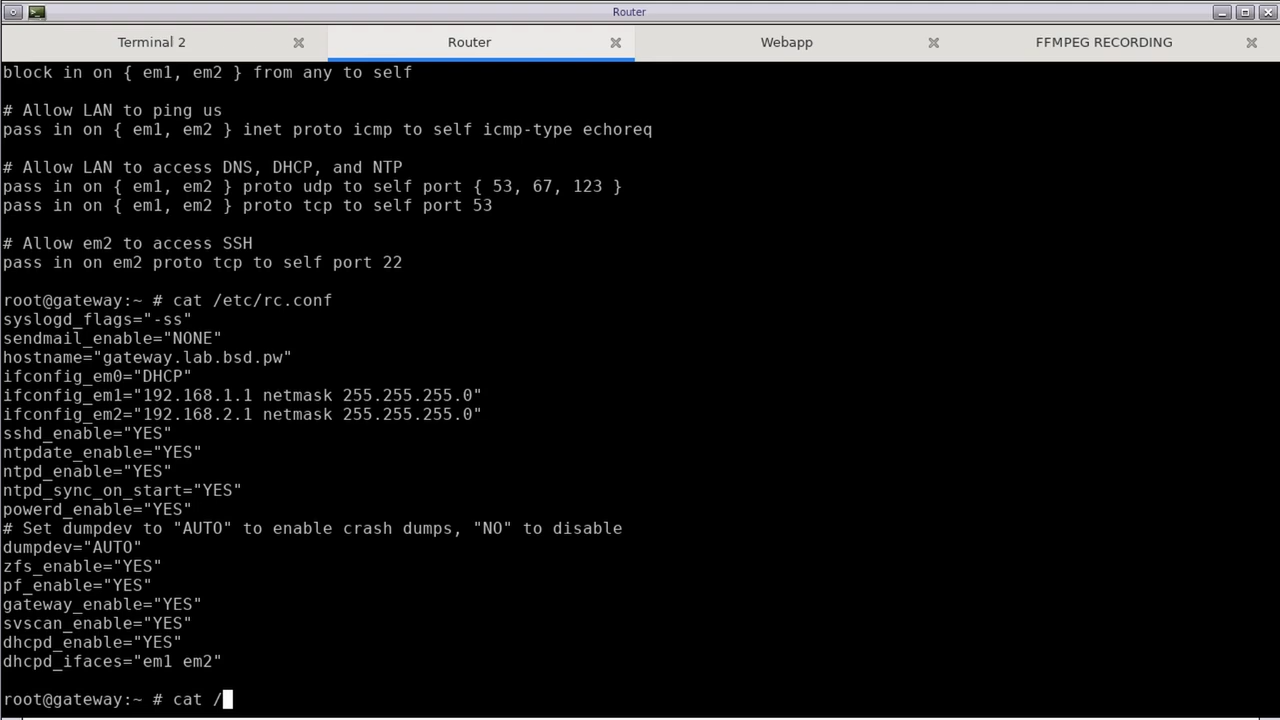 Router
Terminal 2
Router
Webapp
FFMPEG RECORDING
block in on { em1, em2 } from any to self
# Allow LAN to ping us
pass in on { em1, em2 } inet proto icmp to self icmp-type echoreq
# Allow LAN to access DNS, DHCP, and NTP
pass in on { em1, em2 } proto udp to self port { 53, 67, 123 }
pass in on { em1, em2 } proto tcp to self port 53
# Allow em2 to access SSH
pass in on em2 proto tcp to self port 22
root@gateway:~ # cat /etc/rc.conf
syslogd_flags="-ss"
sendmail_enable="NONE"
hostname="gateway.lab.bsd.pw"
ifconfig_em0="DHCP"
ifconfig_em1="192.168.1.1 netmask 255.255.255.0"
ifconfig_em2="192.168.2.1 netmask 255.255.255.0"
sshd_enable="YES"
ntpdate_enable="YES"
ntpd_enable="YES"
ntpd_sync_on_start="YES"
powerd_enable="YES"
# Set dumpdev to "AUTO" to enable crash dumps, "NO" to disable
dumpdev="AUTO"
zfs_enable="YES"
pf_enable="YES"
gateway_enable="YES"
svscan_enable="YES"
dhcpd_enable="YES"
dhcpd_ifaces="em1 em2"
root@gateway:~ # cat /